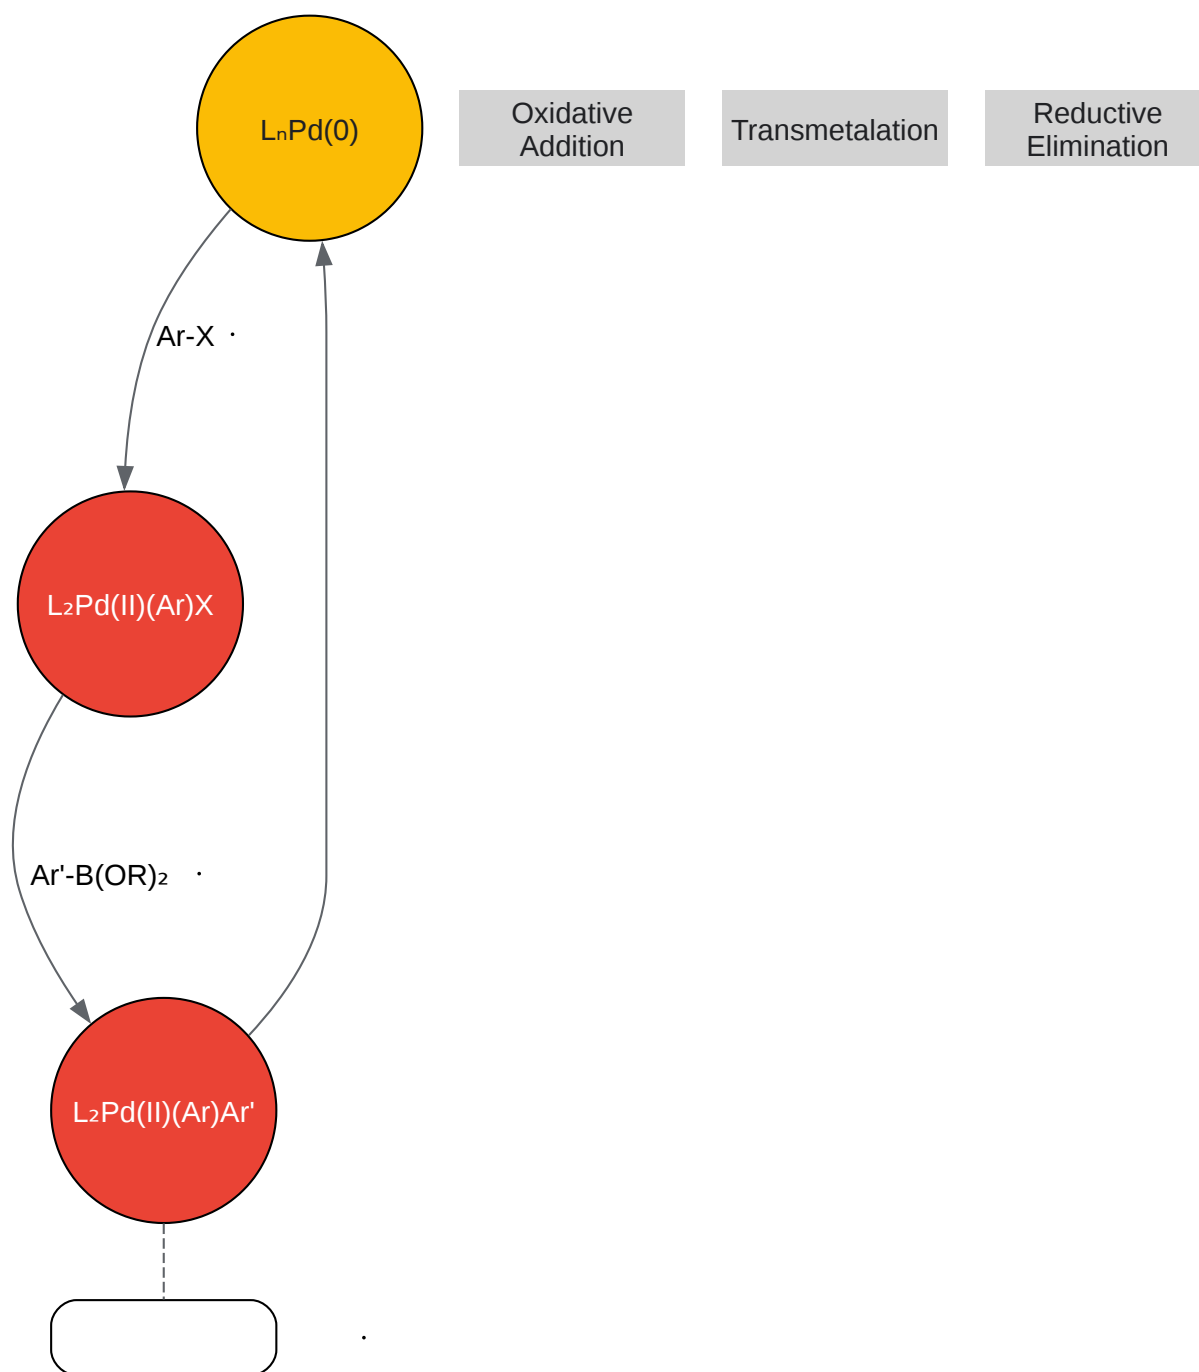 LₙPd(0)
Oxidative
Addition
Transmetalation
Reductive
Elimination
Ar-X
L₂Pd(II)(Ar)X
Ar'-B(OR)₂
L₂Pd(II)(Ar)Ar'